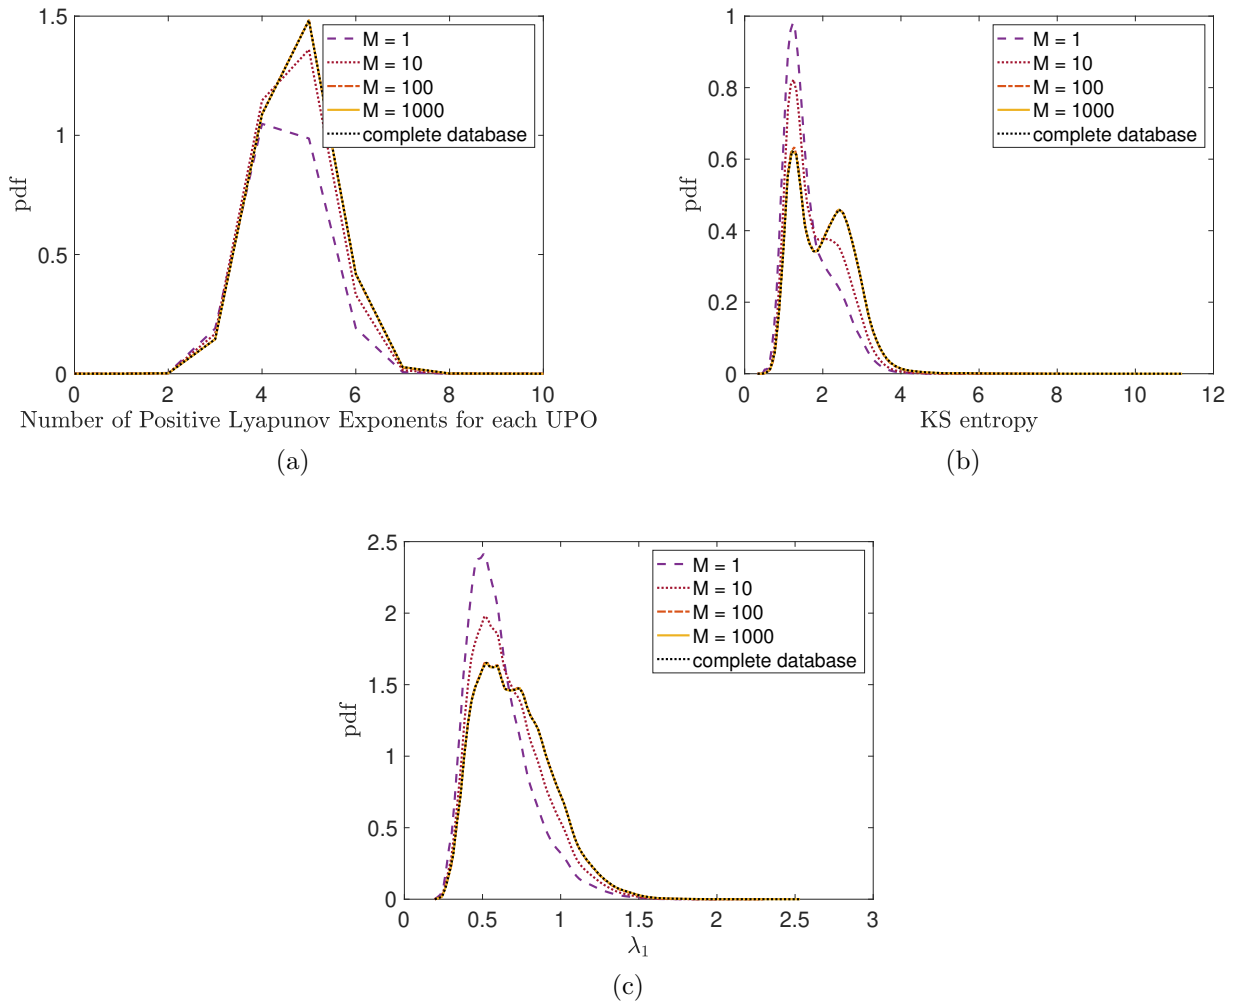 1.5
1
0.5
0
pdf
M = 1
M = 10
M = 100
M = 1000
complete database
0 2 4 6 8 10
Number of Positive Lyapunov Exponents for each UPO
(a)
1
0.8
0.6
0.4
0.2
0
pdf
M = 1
M = 10
M = 100
M = 1000
complete database
0 2 4 6 8 10 12
KS entropy
(b)
2.5
2
1.5
1
0.5
0
pdf
M = 1
M = 10
M = 100
M = 1000
complete database
0 0.5 1 1.5 2 2.5 3
λ₁
(c)